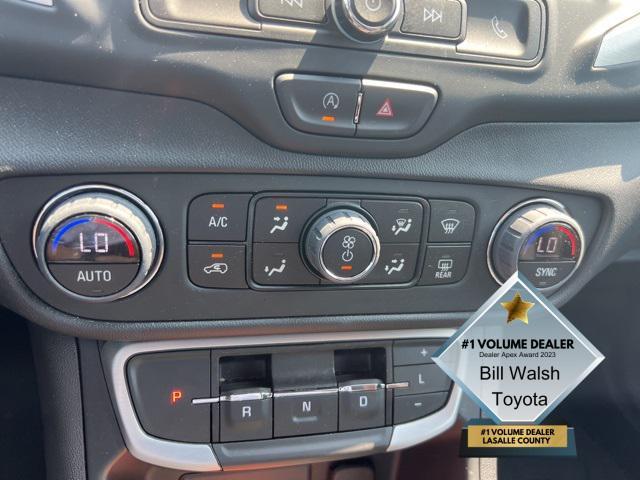 A
A/C
LO
AUTO
LO
SYNC
REAR
P
R
N
D
+
L
−
#1 VOLUME DEALER
Dealer Apex Award 2023
Bill Walsh
Toyota
#1 VOLUME DEALER
LASALLE COUNTY